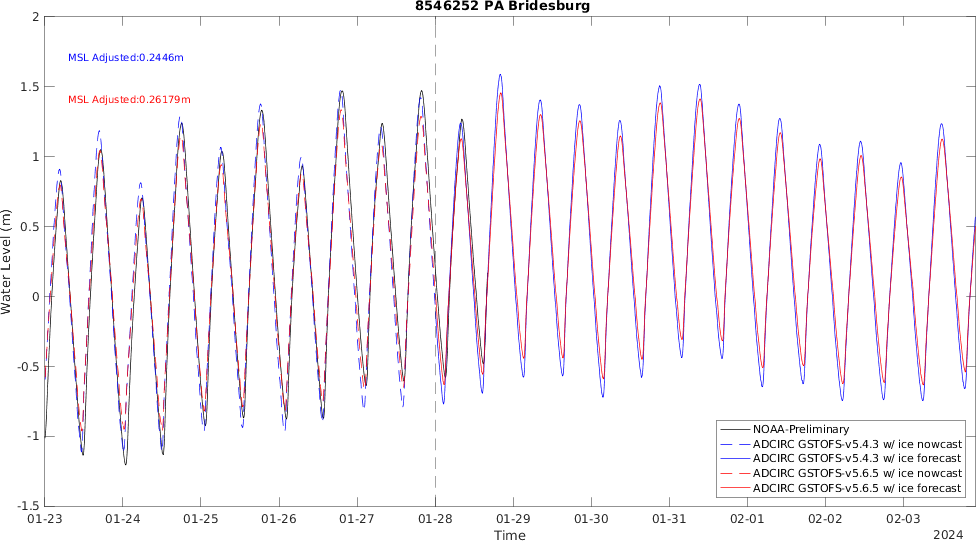 8546252 PA Bridesburg
2
1.5
1
0.5
0
-0.5
-1
-1.5
Water Level (m)
MSL Adjusted:0.2446m
MSL Adjusted:0.26179m
NOAA-Preliminary
ADCIRC GSTOFS-v5.4.3 w/ ice nowcast
ADCIRC GSTOFS-v5.4.3 w/ ice forecast
ADCIRC GSTOFS-v5.6.5 w/ ice nowcast
ADCIRC GSTOFS-v5.6.5 w/ ice forecast
01-23 01-24 01-25 01-26 01-27 01-28 01-29 01-30 01-31 02-01 02-02 02-03
Time
2024